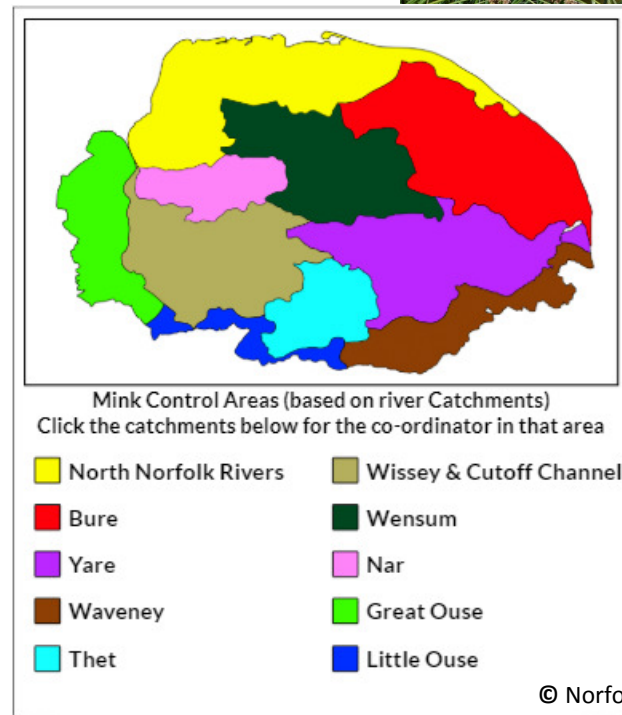 Mink Control Areas (based on river Catchments)
Click the catchments below for the co-ordinator in that area
North Norfolk Rivers
Wissey & Cutoff Channel
Bure
Wensum
Yare
Nar
Waveney
Great Ouse
Thet
Little Ouse
© Norfo